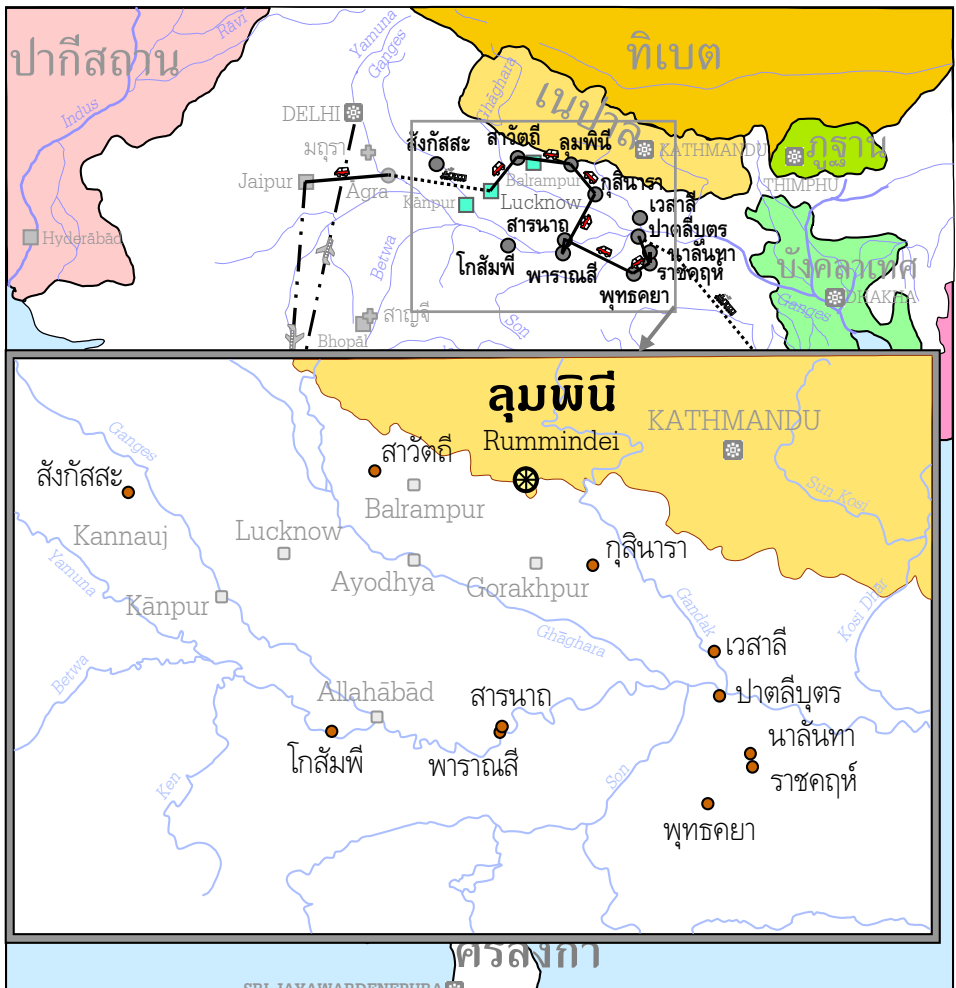 Rāvi
Yamuna
Ganges
ปากีสถาน
ทิเบต
Indus
Ghāghara
เนปาล
DELHI
มถุรา
สังกัสสะ
สาวัตถี
ลุมพินี
KATHMANDU
ภูฐาน
THIMPHU
Jaipur
Agra
Balrampur
Kānpur
Lucknow
กุสินารา
เวสาลี
สารนาถ
ปาตลีบุตร
Hyderābād
Betwa
โกสัมพี
พาราณสี
นาลันทา
ราชคฤห์
บังคลาเทศ
พุทธคยา
DHAKHA
Ganges
สาญจี
Son
Bhopāl
ลุมพินี
Rummindei
KATHMANDU
Ganges
สังกัสสะ
สาวัตถี
Balrampur
Sun Kosi
Kannauj
Lucknow
กุสินารา
Yamuna
Ayodhya
Gorakhpur
Kānpur
Gandak
Kosi Dhar
Ghāghara
เวสาลี
Betwa
Allahābād
สารนาถ
ปาตลีบุตร
โกสัมพี
พาราณสี
นาลันทา
ราชคฤห์
Ken
Son
พุทธคยา
ศรีลังกา
SRI JAYAWARDENEPURA